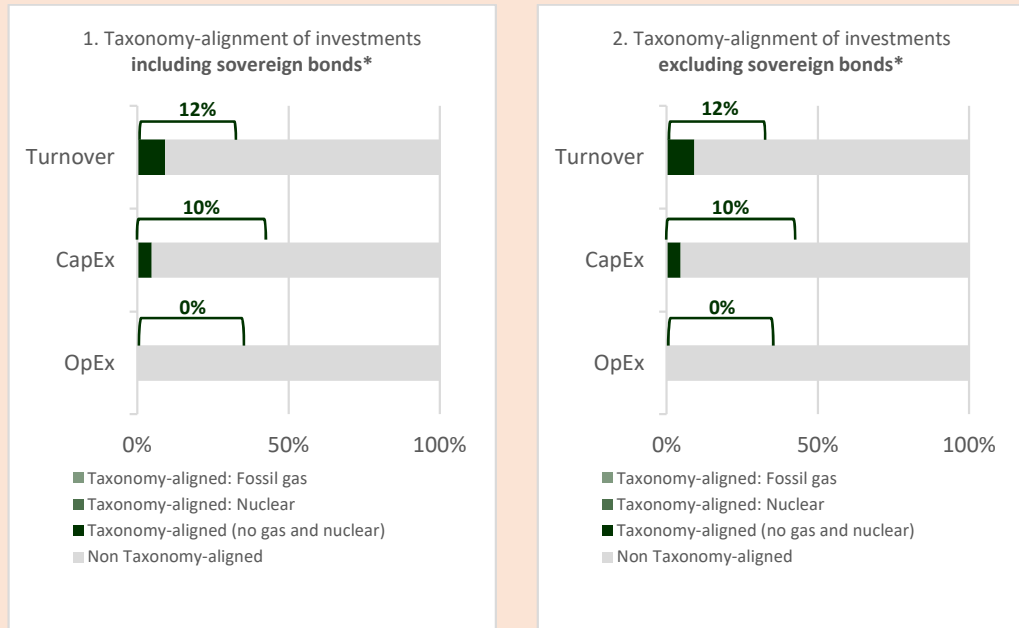 1. Taxonomy-alignment of investments
including sovereign bonds*
12%
Turnover
10%
CapEx
0%
OpEx
0% 50% 100%
Taxonomy-aligned: Fossil gas
Taxonomy-aligned: Nuclear
Taxonomy-aligned (no gas and nuclear)
Non Taxonomy-aligned
2. Taxonomy-alignment of investments
excluding sovereign bonds*
12%
Turnover
10%
CapEx
0%
OpEx
0% 50% 100%
Taxonomy-aligned: Fossil gas
Taxonomy-aligned: Nuclear
Taxonomy-aligned (no gas and nuclear)
Non Taxonomy-aligned